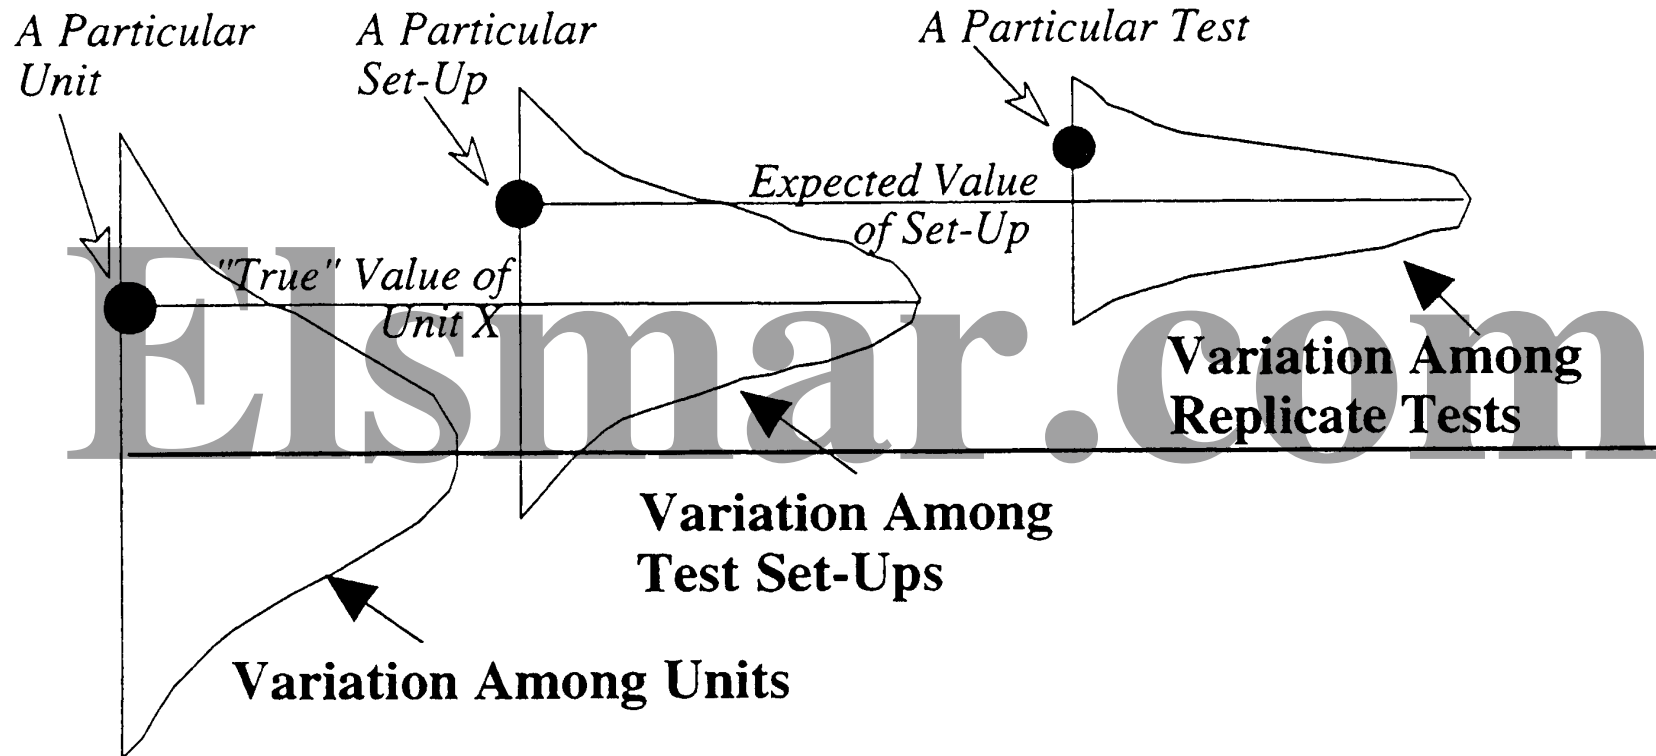 A Particular
Unit
A Particular
Set-Up
A Particular Test
Expected Value
of Set-Up
"True" Value of
Unit X
Elsmar.com
Variation Among
Replicate Tests
Variation Among
Test Set-Ups
Variation Among Units